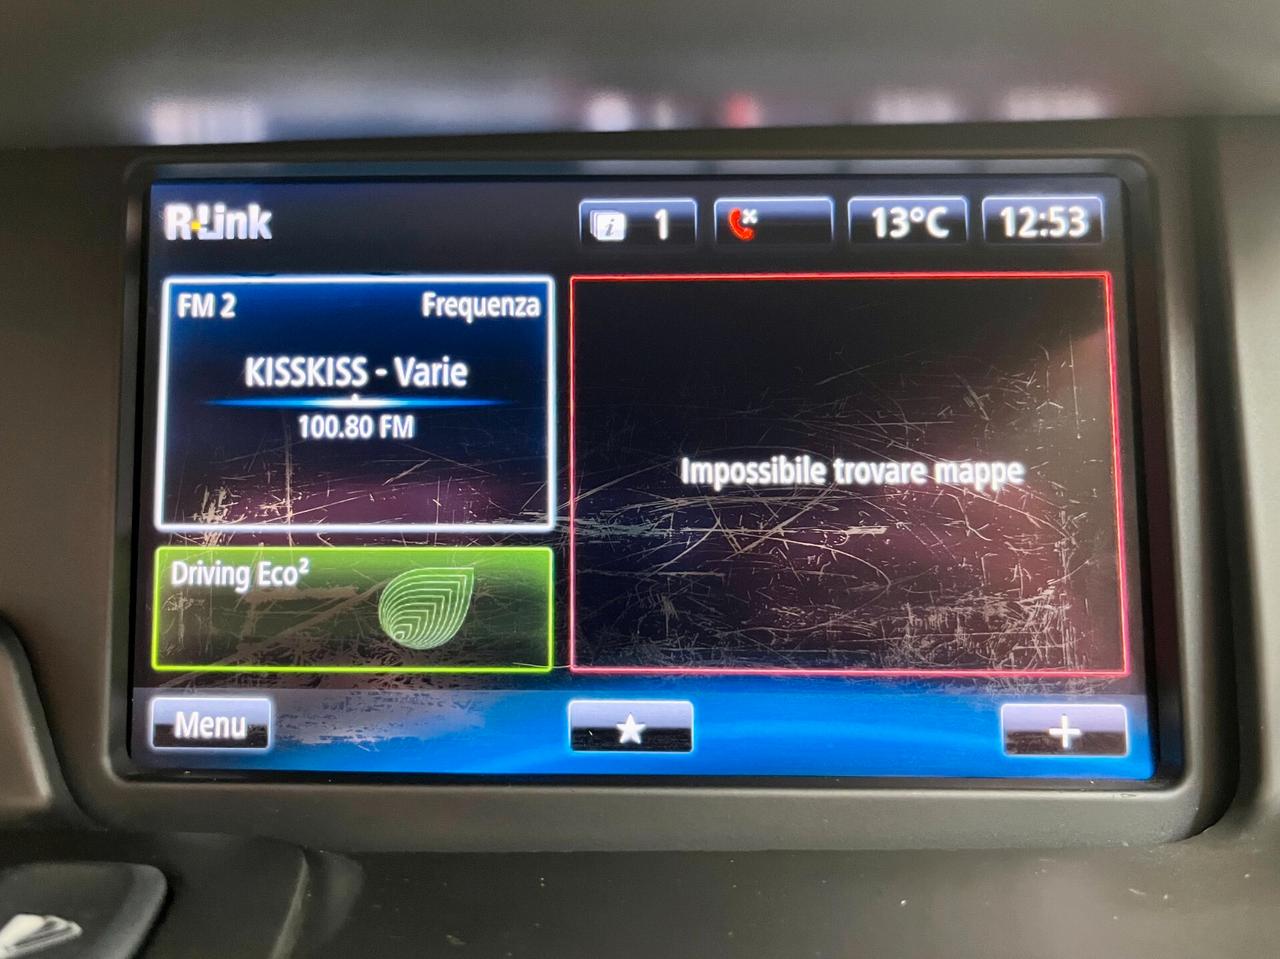 R-Link
1
13°C
12:53
FM 2
Frequenza
KISSKISS - Varie
100.80 FM
Impossibile trovare mappe
Driving Eco²
Menu